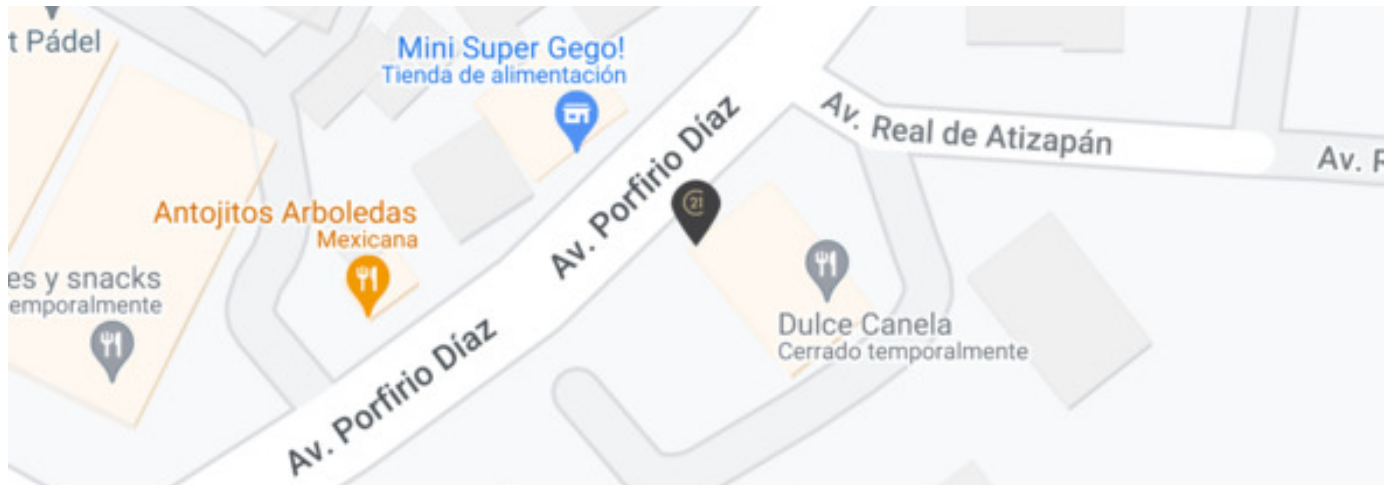 t Pádel
Mini Super Gego!
Tienda de alimentación
Av. Porfirio Díaz
Av. Real de Atizapán
Av. R
21
Antojitos Arboledas
Mexicana
es y snacks
emporalmente
Dulce Canela
Cerrado temporalmente
Av. Porfirio Díaz